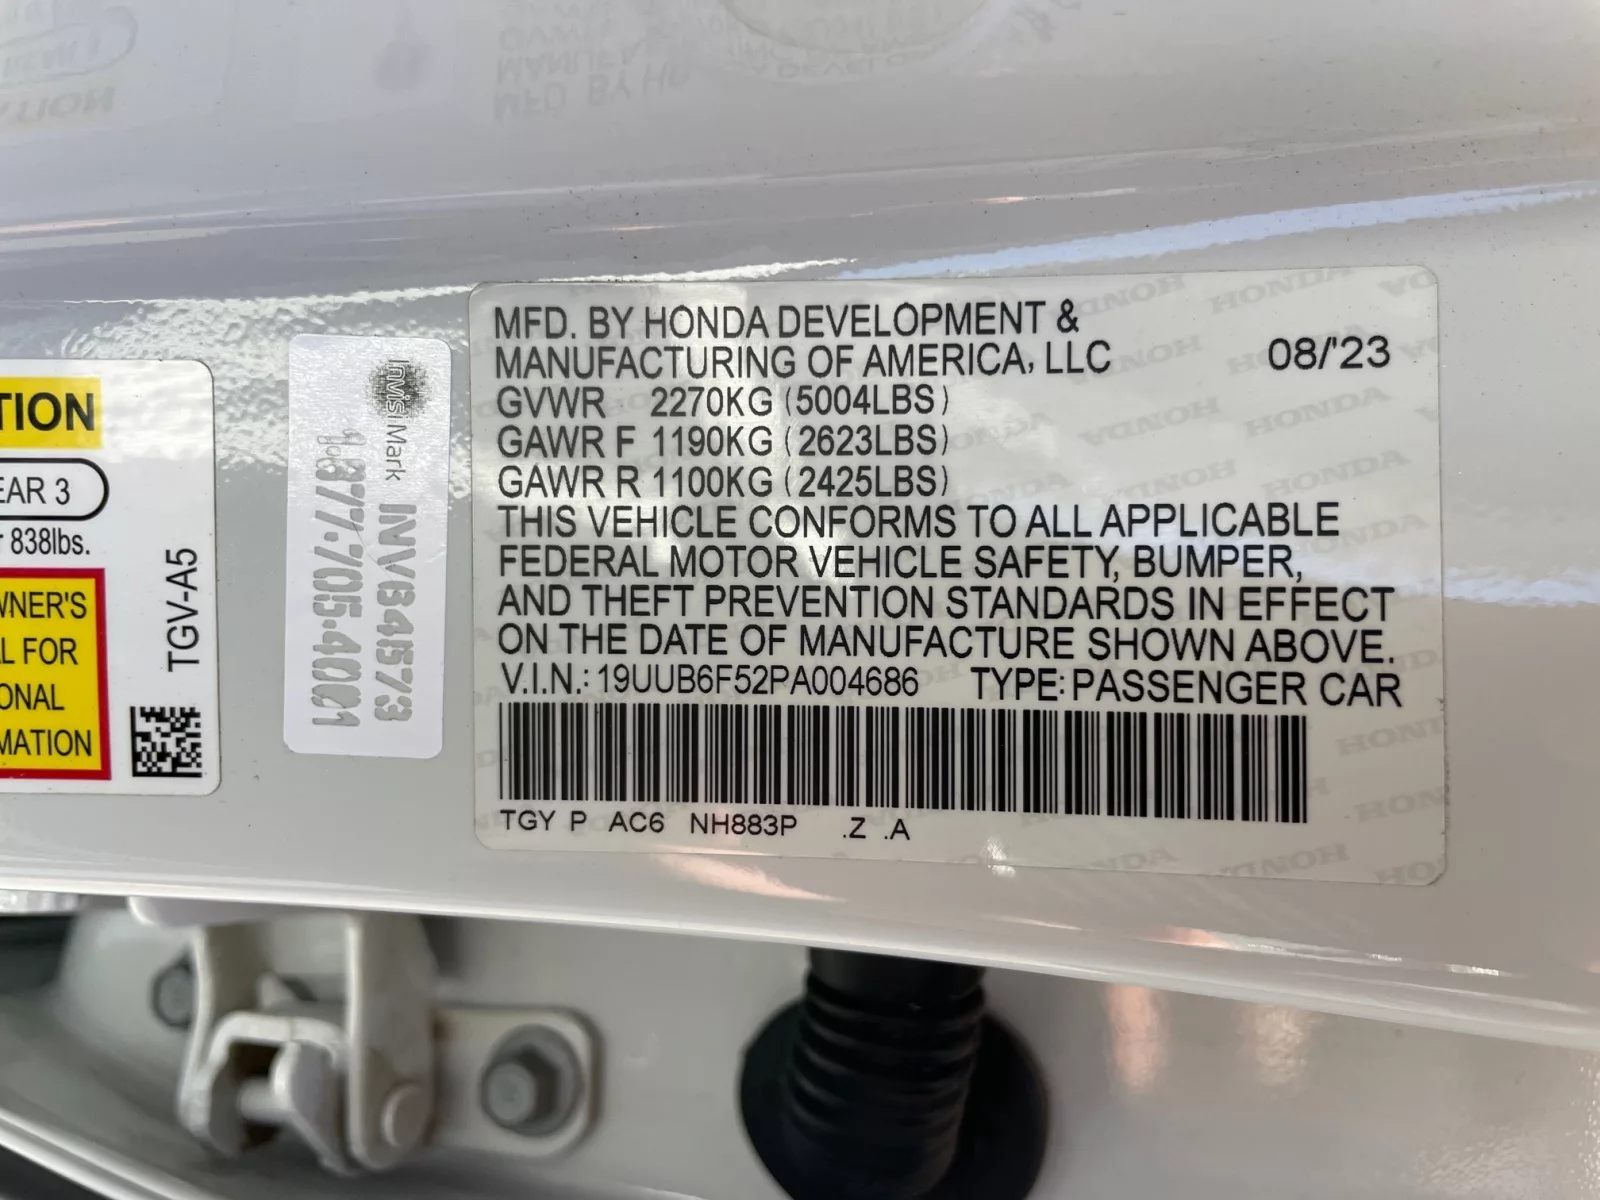 TION
EAR 3
r 838lbs.
WNER'S
L FOR
ONAL
MATION
TGV-A5
InvisiMark
INV64573
1.877.705.4001
MFD. BY HONDA DEVELOPMENT &
MANUFACTURING OF AMERICA, LLC 08/'23
GVWR 2270KG (5004LBS)
GAWR F 1190KG (2623LBS)
GAWR R 1100KG (2425LBS)
THIS VEHICLE CONFORMS TO ALL APPLICABLE
FEDERAL MOTOR VEHICLE SAFETY, BUMPER,
AND THEFT PREVENTION STANDARDS IN EFFECT
ON THE DATE OF MANUFACTURE SHOWN ABOVE.
V.I.N.: 19UUB6F52PA004686 TYPE: PASSENGER CAR
TGY P AC6 NH883P .Z .A